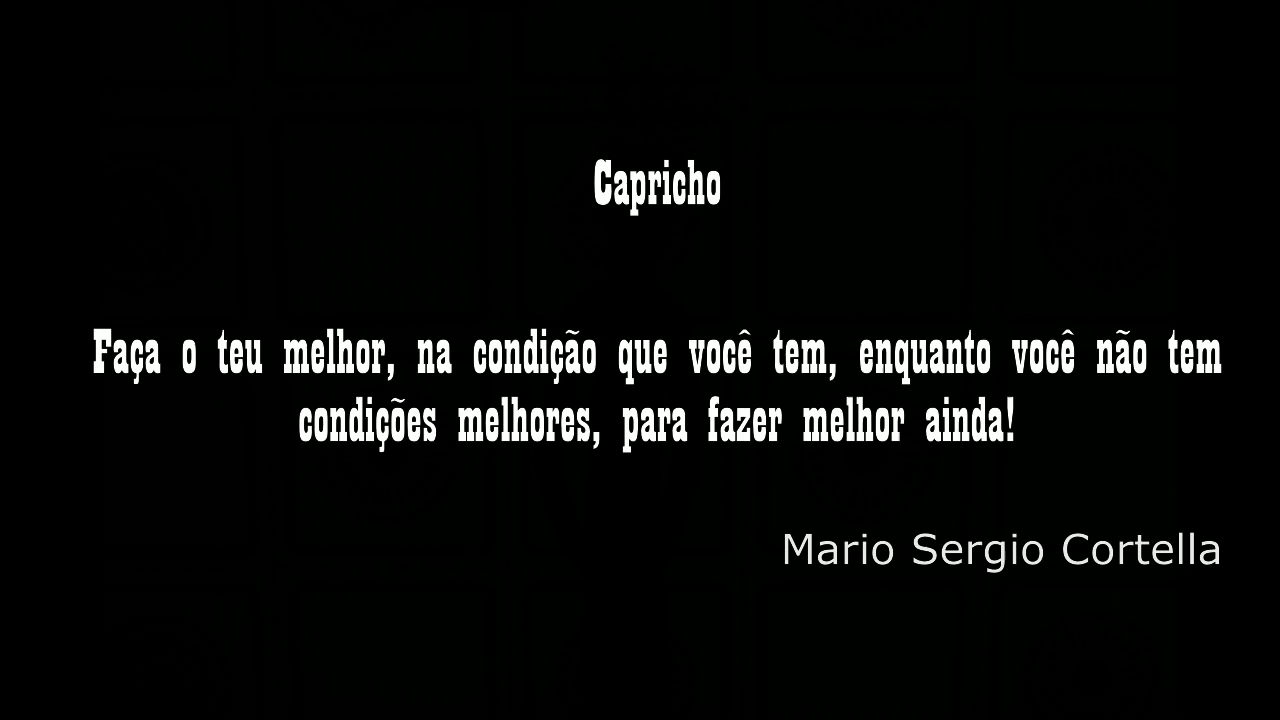 Capricho
Faça o teu melhor, na condição que você tem, enquanto você não tem
condições melhores, para fazer melhor ainda!
Mario Sergio Cortella